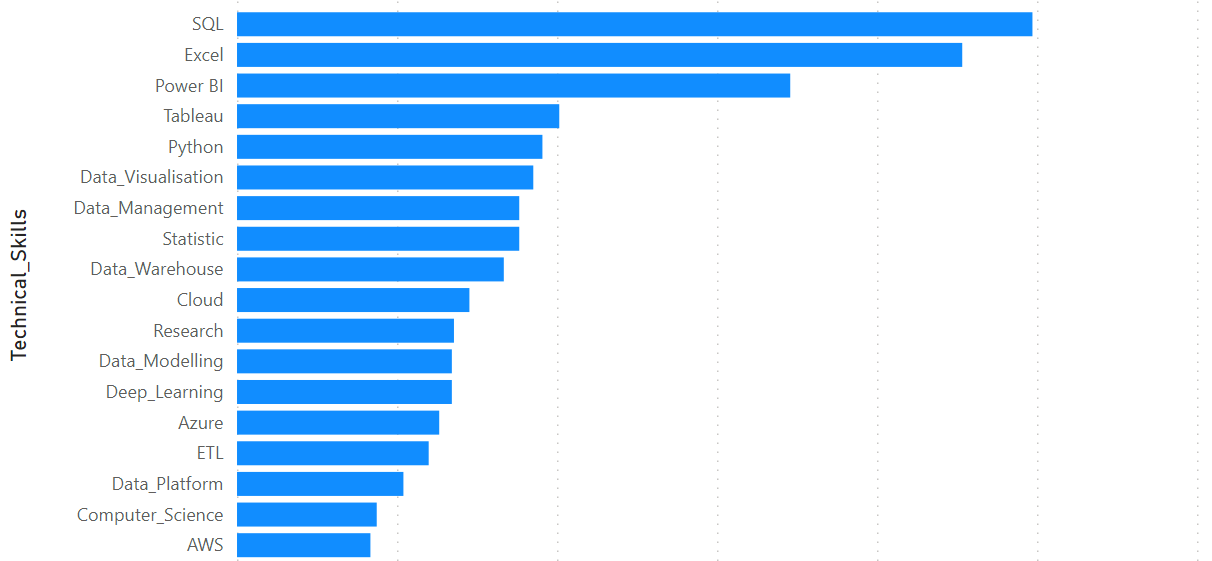 Technical_Skills
SQL
Excel
Power BI
Tableau
Python
Data_Visualisation
Data_Management
Statistic
Data_Warehouse
Cloud
Research
Data_Modelling
Deep_Learning
Azure
ETL
Data_Platform
Computer_Science
AWS